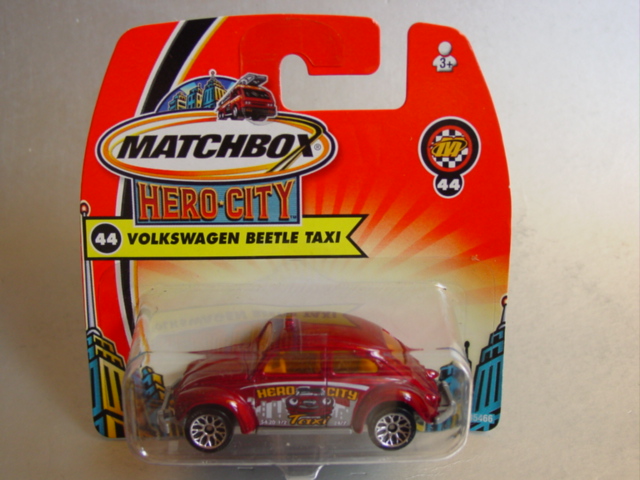 MATCHBOX
HERO·CITY
44 VOLKSWAGEN BEETLE TAXI
3+
M
44
HERO CITY
Taxi